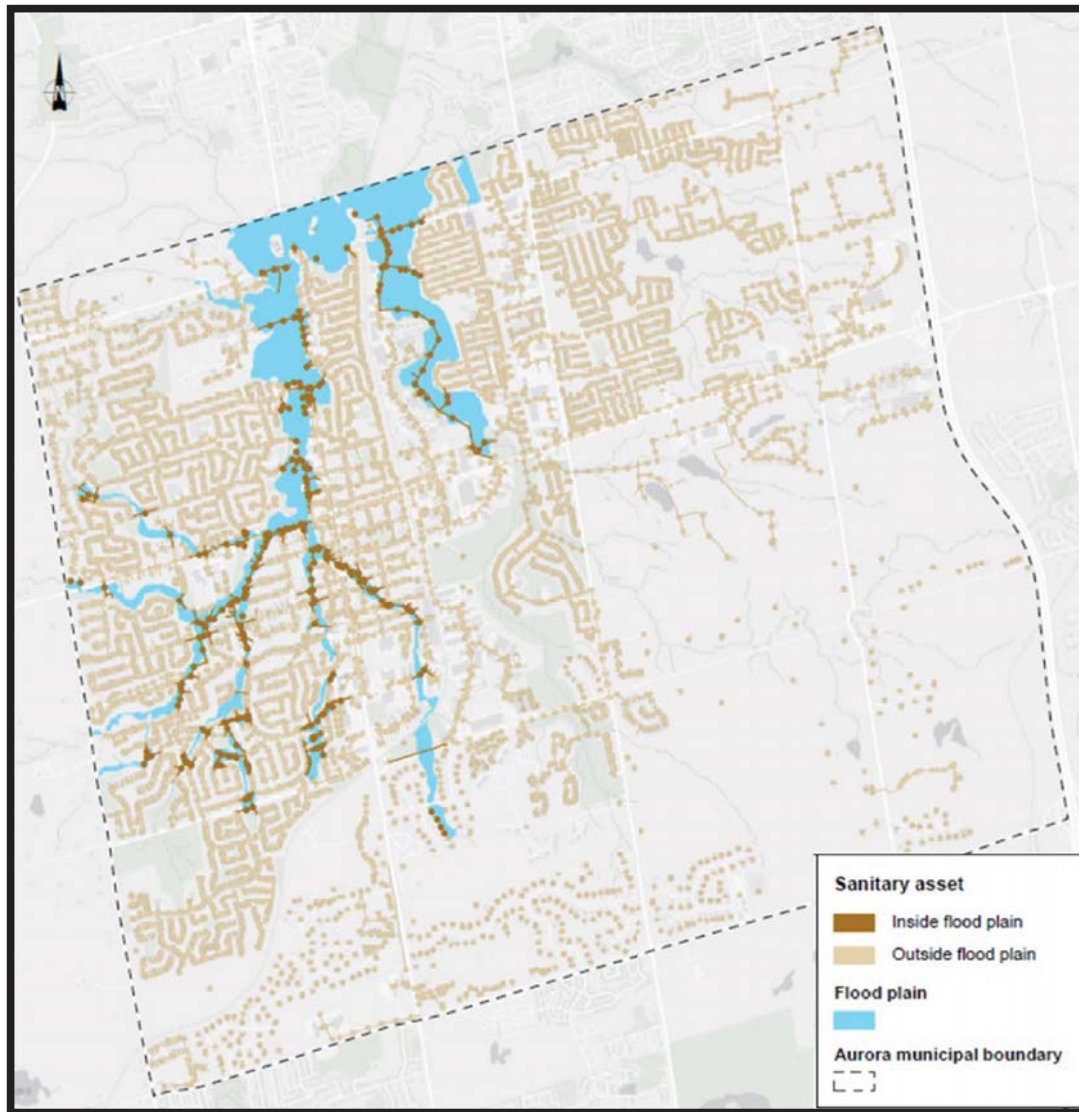 N
Sanitary asset
Inside flood plain
Outside flood plain
Flood plain
Aurora municipal boundary